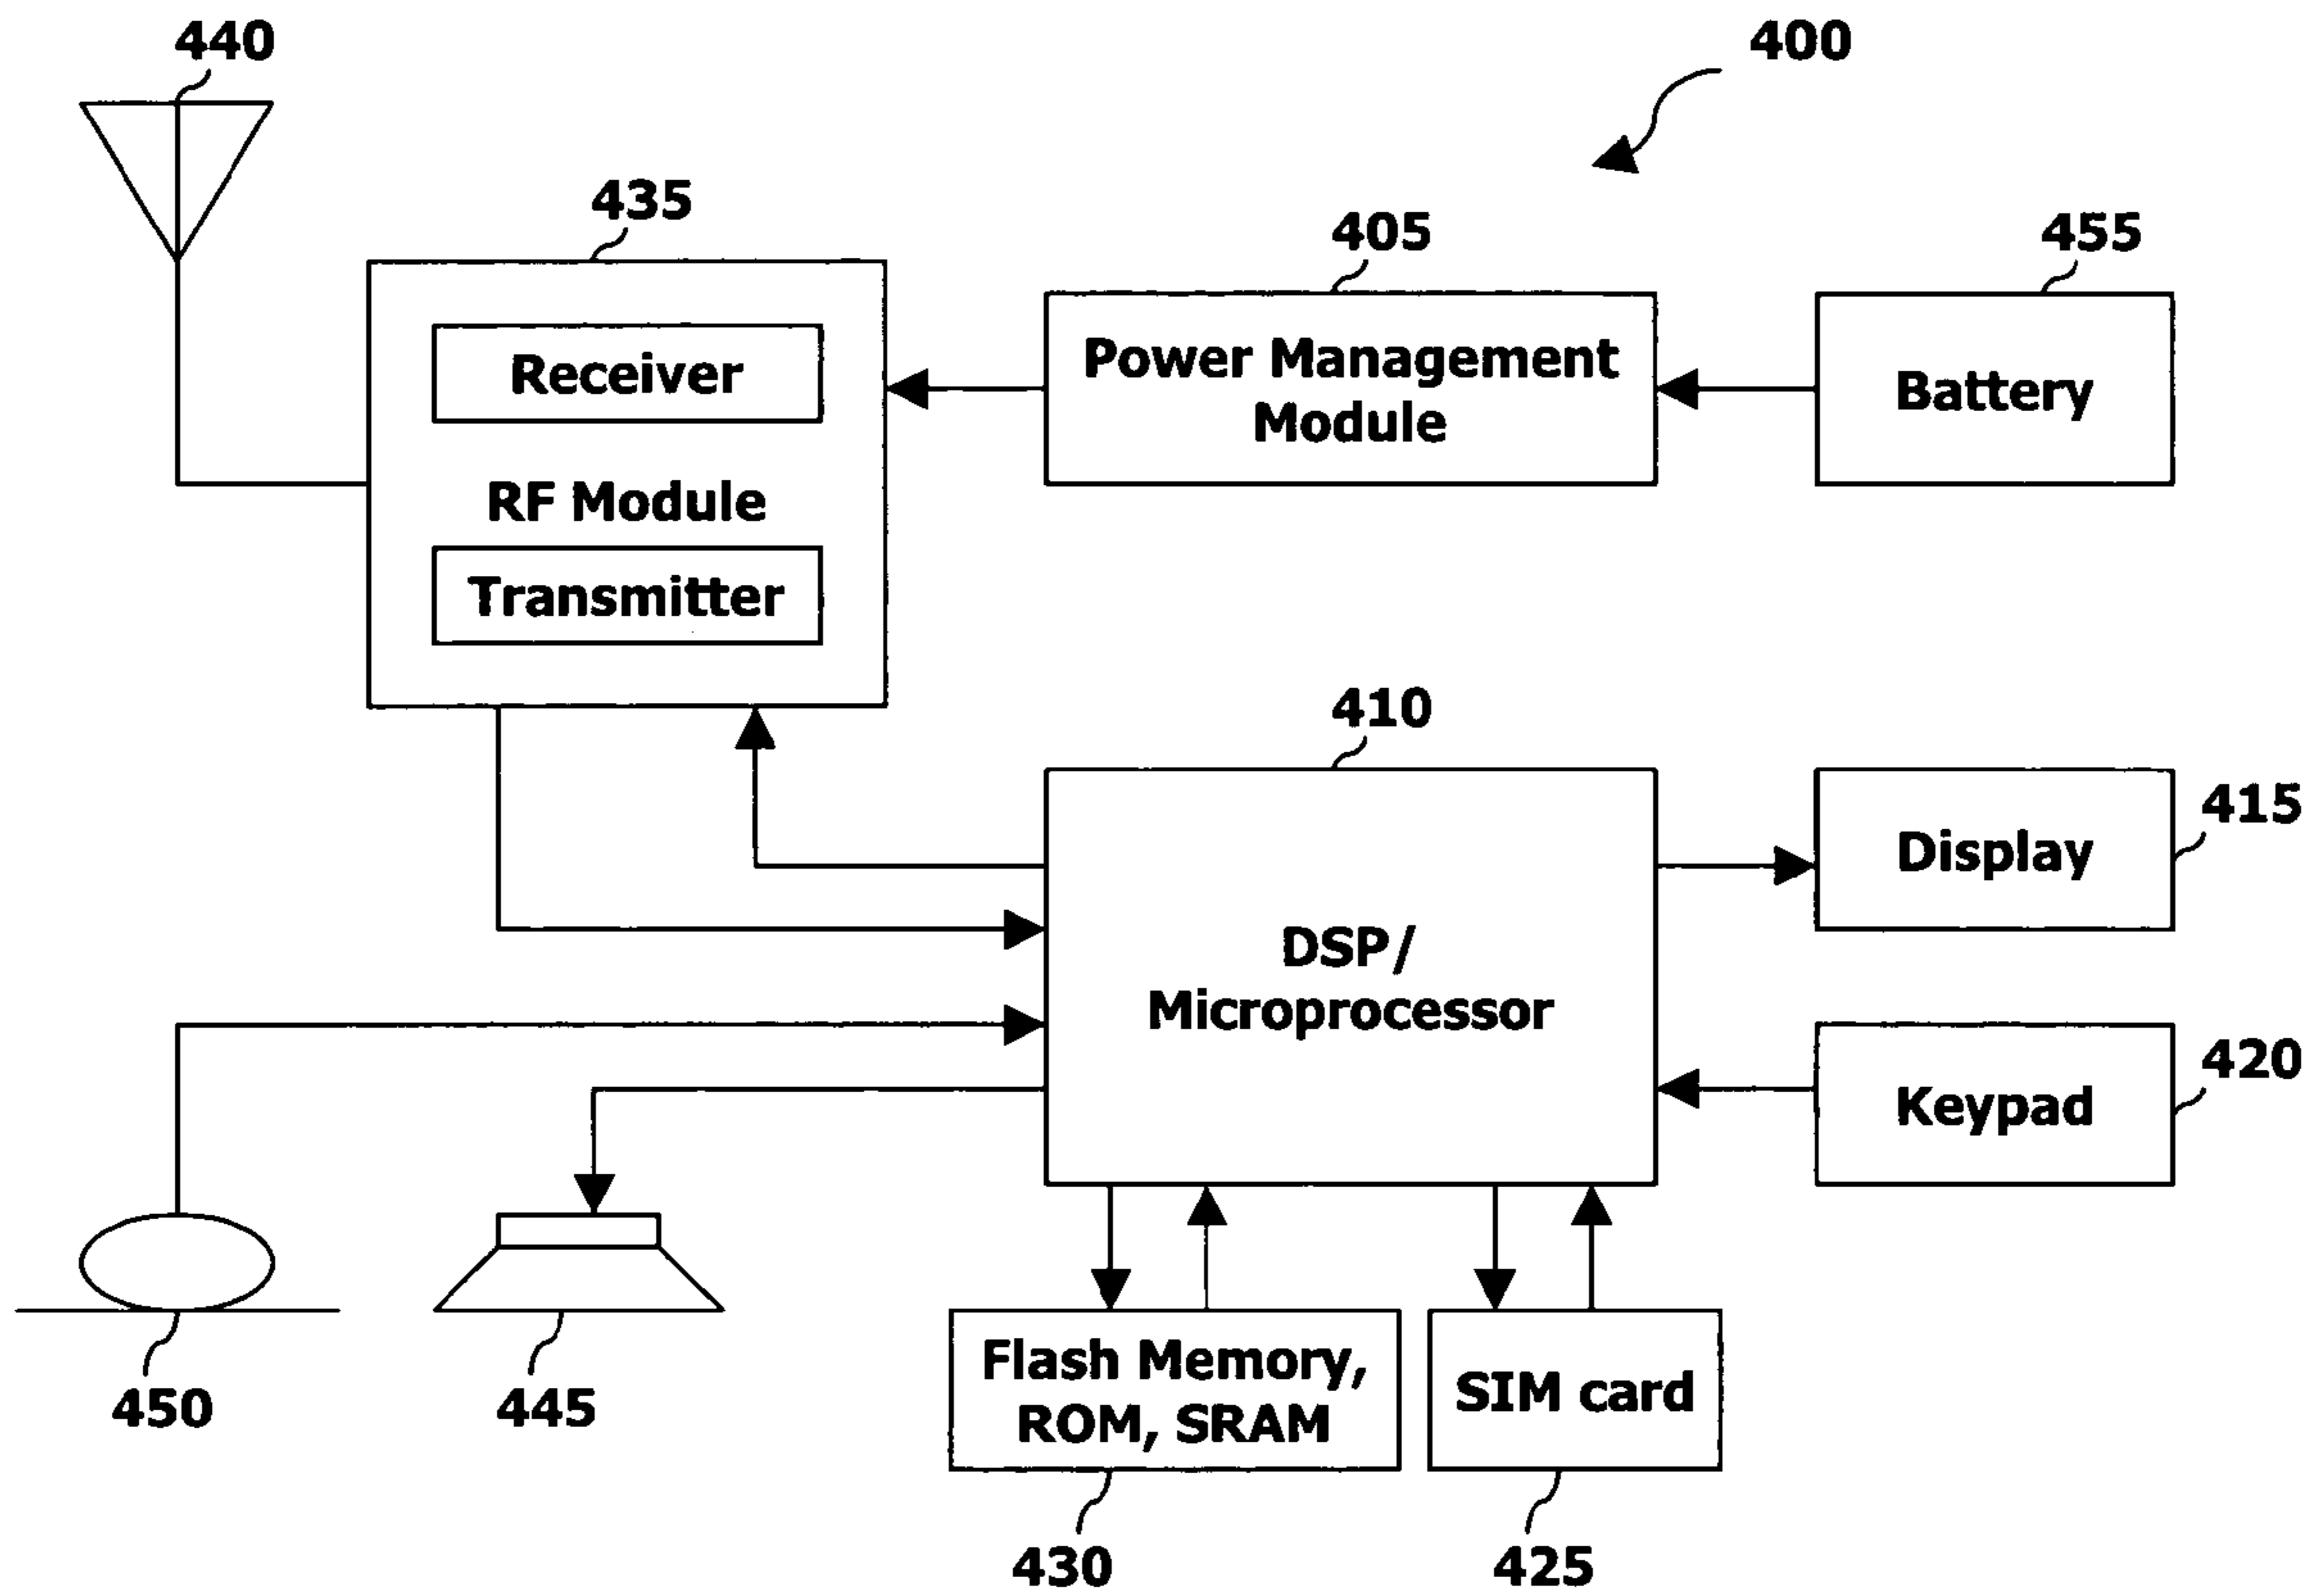 440
400
435
405
455
Receiver
Power Management
Module
Battery
RF Module
Transmitter
410
415
Display
DSP/
Microprocessor
420
Keypad
450
445
Flash Memory,
ROM, SRAM
SIM card
430
425